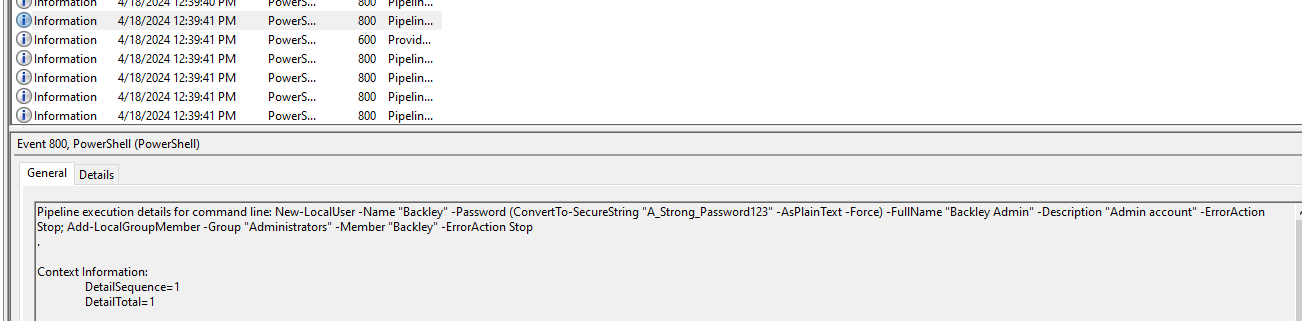 Information 4/18/2024 12:39:40 PM PowerS... 800 Pipelin...
Information 4/18/2024 12:39:41 PM PowerS... 800 Pipelin...
Information 4/18/2024 12:39:41 PM PowerS... 600 Provid...
Information 4/18/2024 12:39:41 PM PowerS... 800 Pipelin...
Information 4/18/2024 12:39:41 PM PowerS... 800 Pipelin...
Information 4/18/2024 12:39:41 PM PowerS... 800 Pipelin...
Information 4/18/2024 12:39:41 PM PowerS... 800 Pipelin...
Event 800, PowerShell (PowerShell)
General Details
Pipeline execution details for command line: New-LocalUser -Name "Backley" -Password (ConvertTo-SecureString "A_Strong_Password123" -AsPlainText -Force) -FullName "Backley Admin" -Description "Admin account" -ErrorAction
Stop; Add-LocalGroupMember -Group "Administrators" -Member "Backley" -ErrorAction Stop
.
Context Information:
DetailSequence=1
DetailTotal=1